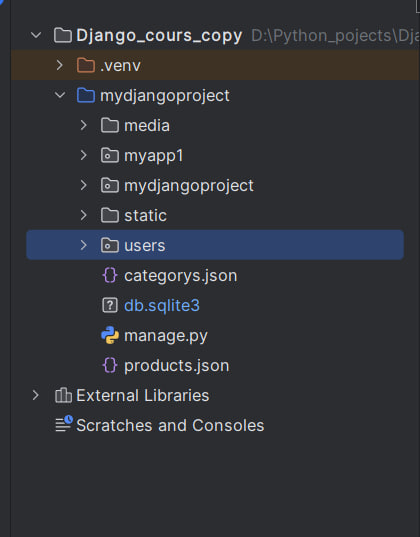 Django_cours_copy D:\Python_pojects\Dj
.venv
mydjangoproject
media
myapp1
mydjangoproject
static
users
categorys.json
db.sqlite3
manage.py
products.json
External Libraries
Scratches and Consoles